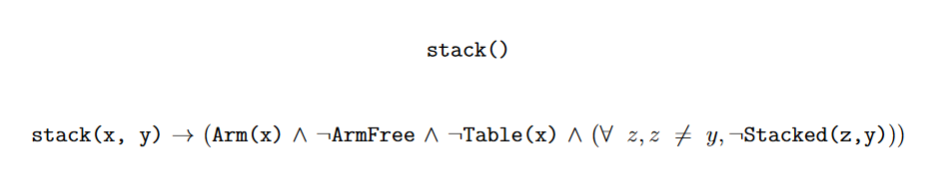 stack()
stack(x, y) → (Arm(x) ∧ ¬ArmFree ∧ ¬Table(x) ∧ (∀ z, z ≠ y, ¬Stacked(z,y)))